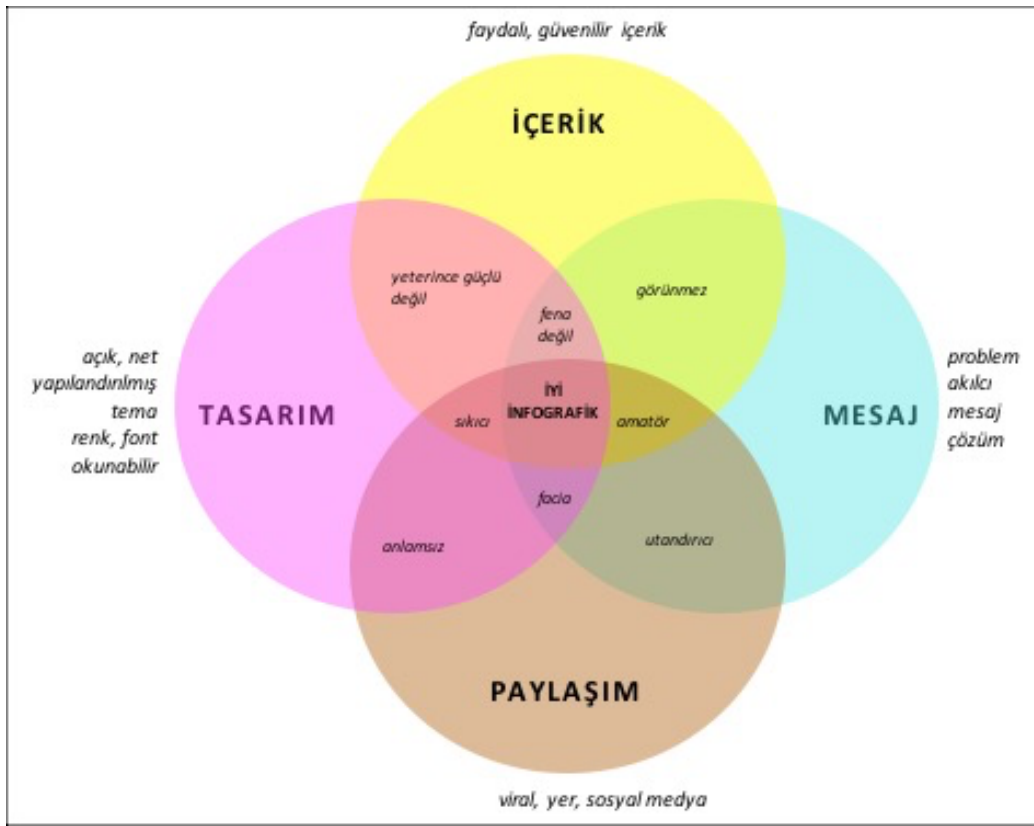 faydalı, güvenilir içerik
İÇERİK
yeterince güçlü
değil
görünmez
fena
değil
açık, net
yapılandırılmış
tema
renk, font
okunabilir
TASARIM
sıkıcı
İYİ
İNFOGRAFİK
amatör
MESAJ
problem
akılcı
mesaj
çözüm
facia
anlamsız
utandırıcı
PAYLAŞIM
viral, yer, sosyal medya